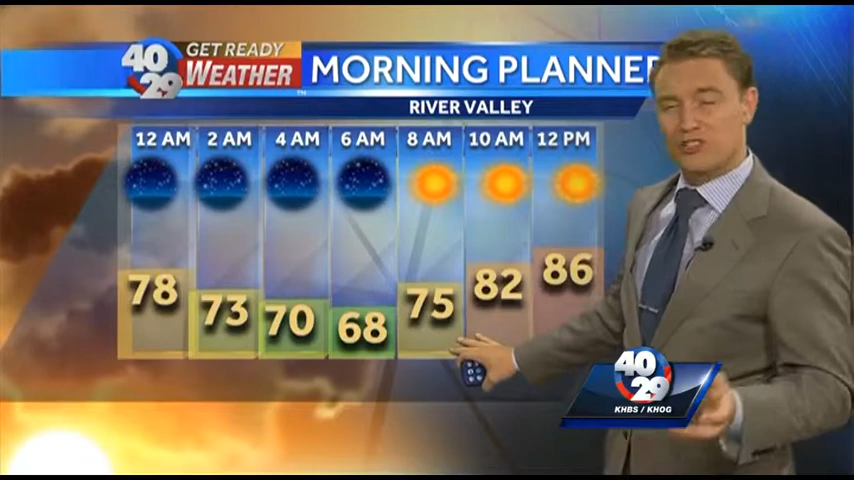 40
29
GET READY
WEATHER
TM
MORNING PLANNER
RIVER VALLEY
12 AM 2 AM 4 AM 6 AM 8 AM 10 AM 12 PM
78 73 70 68 75 82 86
40
29
KHBS / KHOG